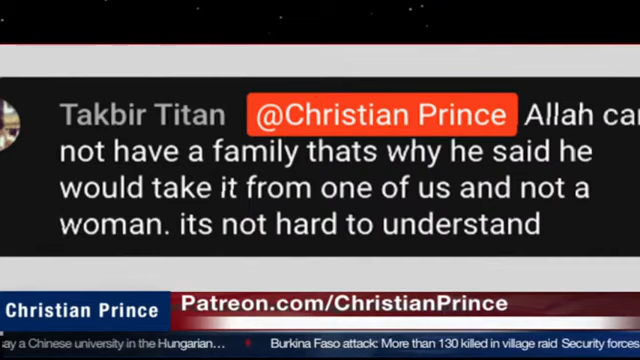 Takbir Titan @Christian Prince Allah can
not have a family thats why he said he
would take it from one of us and not a
woman. its not hard to understand
Christian Prince
Patreon.com/ChristianPrince
say a Chinese university in the Hungarian...
Burkina Faso attack: More than 130 killed in village raid Security forces